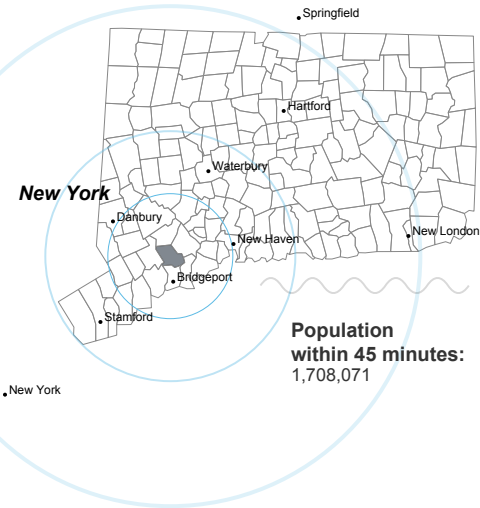 Springfield
Hartford
Waterbury
New York
Danbury
New Haven
New London
Bridgeport
Stamford
Population
within 45 minutes:
1,708,071
New York